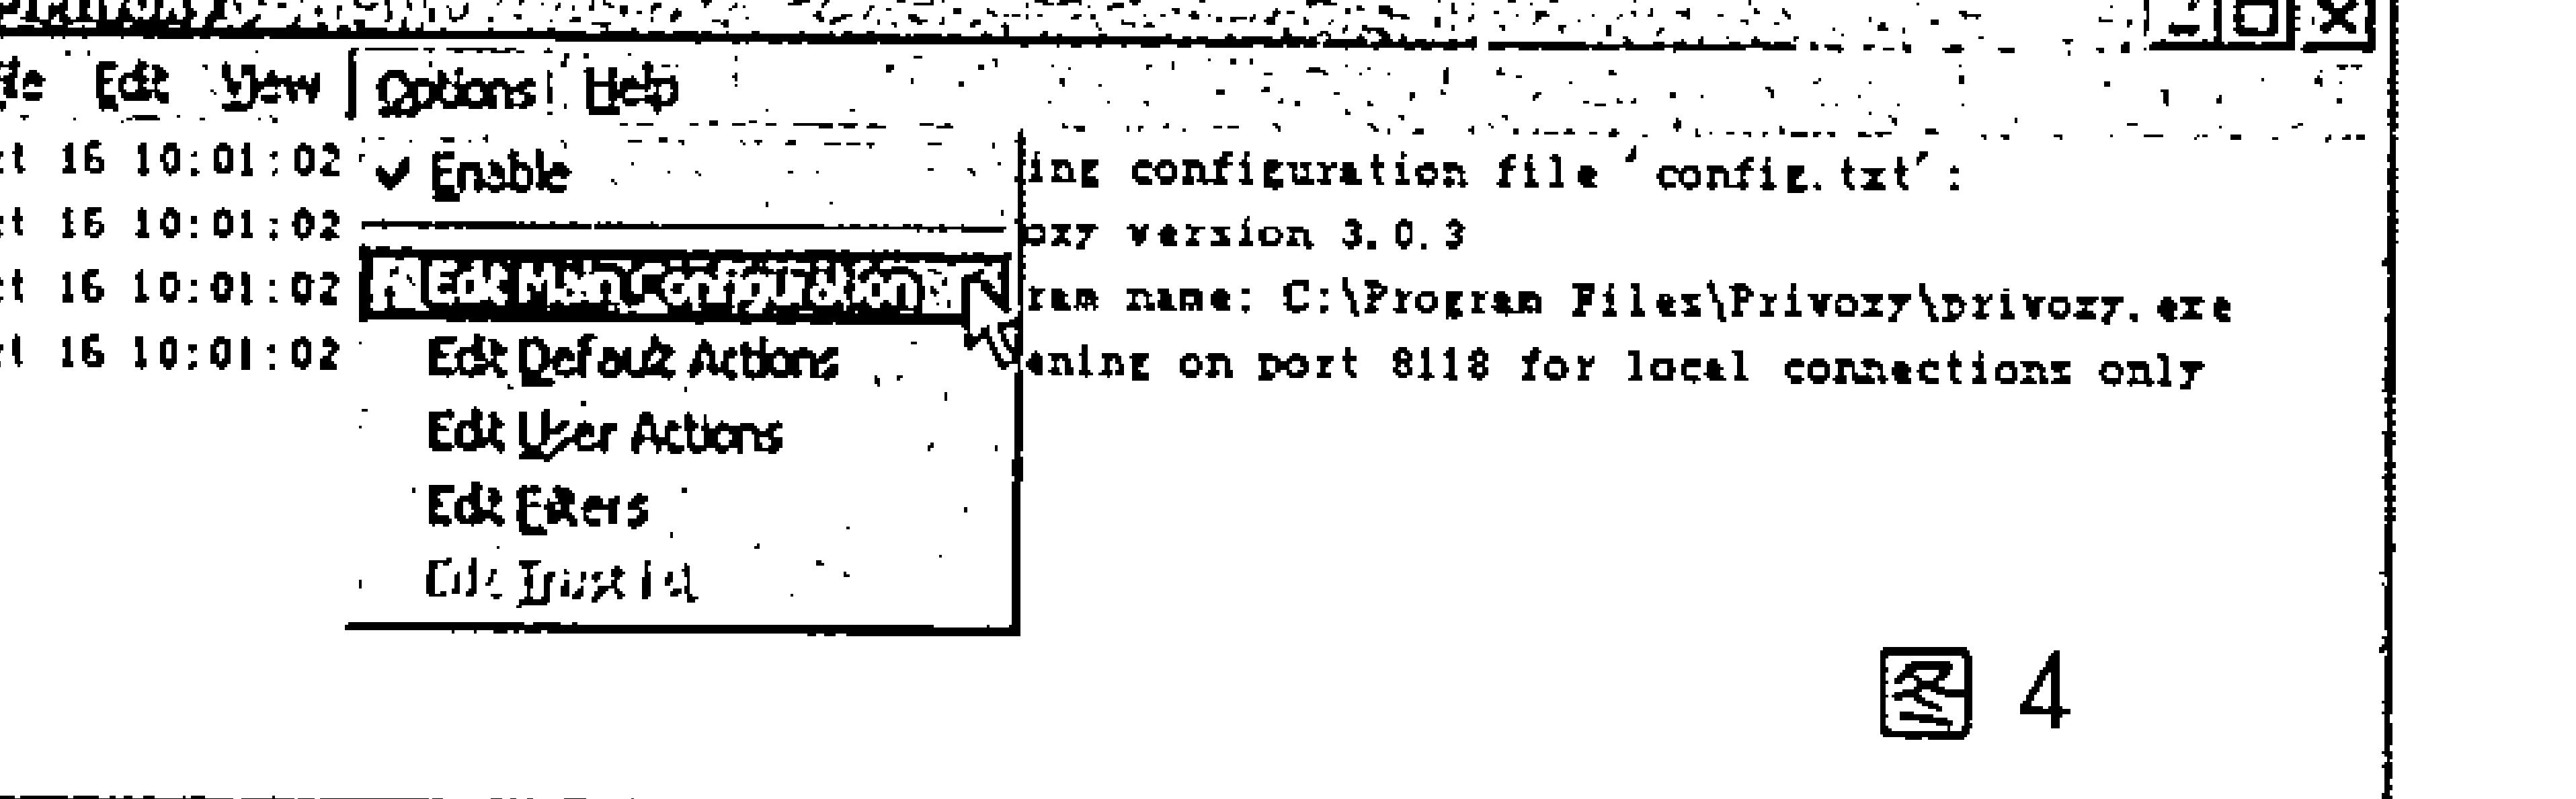 Privoxy
Edit View Options Help
16 10:01:02 ✓ Enable ing configuration file 'config.txt':
16 10:01:02 oxy version 3.0.3
16 10:01:02 Edit Main Configuration ram name: C:\Program Files\Privoxy\privoxy.exe
16 10:01:02 Edit Default Actions ening on port 8118 for local connections only
Edit User Actions
Edit Filters
Edit Trust List
图 4